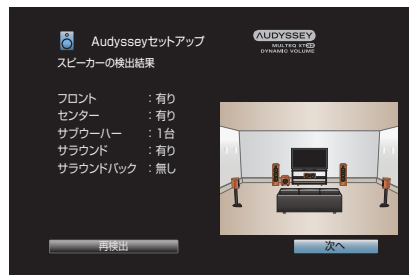 Audysseyセットアップ
AUDYSSEY
MULTEQ XT32
DYNAMIC VOLUME
スピーカーの検出結果
フロント ：有り
センター ：有り
サブウーハー ：1台
サラウンド ：有り
サラウンドバック ：無し
再検出
次へ